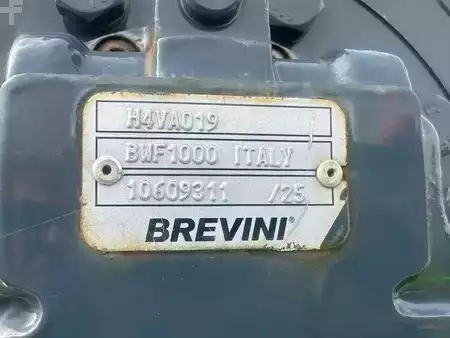 H4VA019
BWF1000 ITALY
10609311 /25
BREVINI®